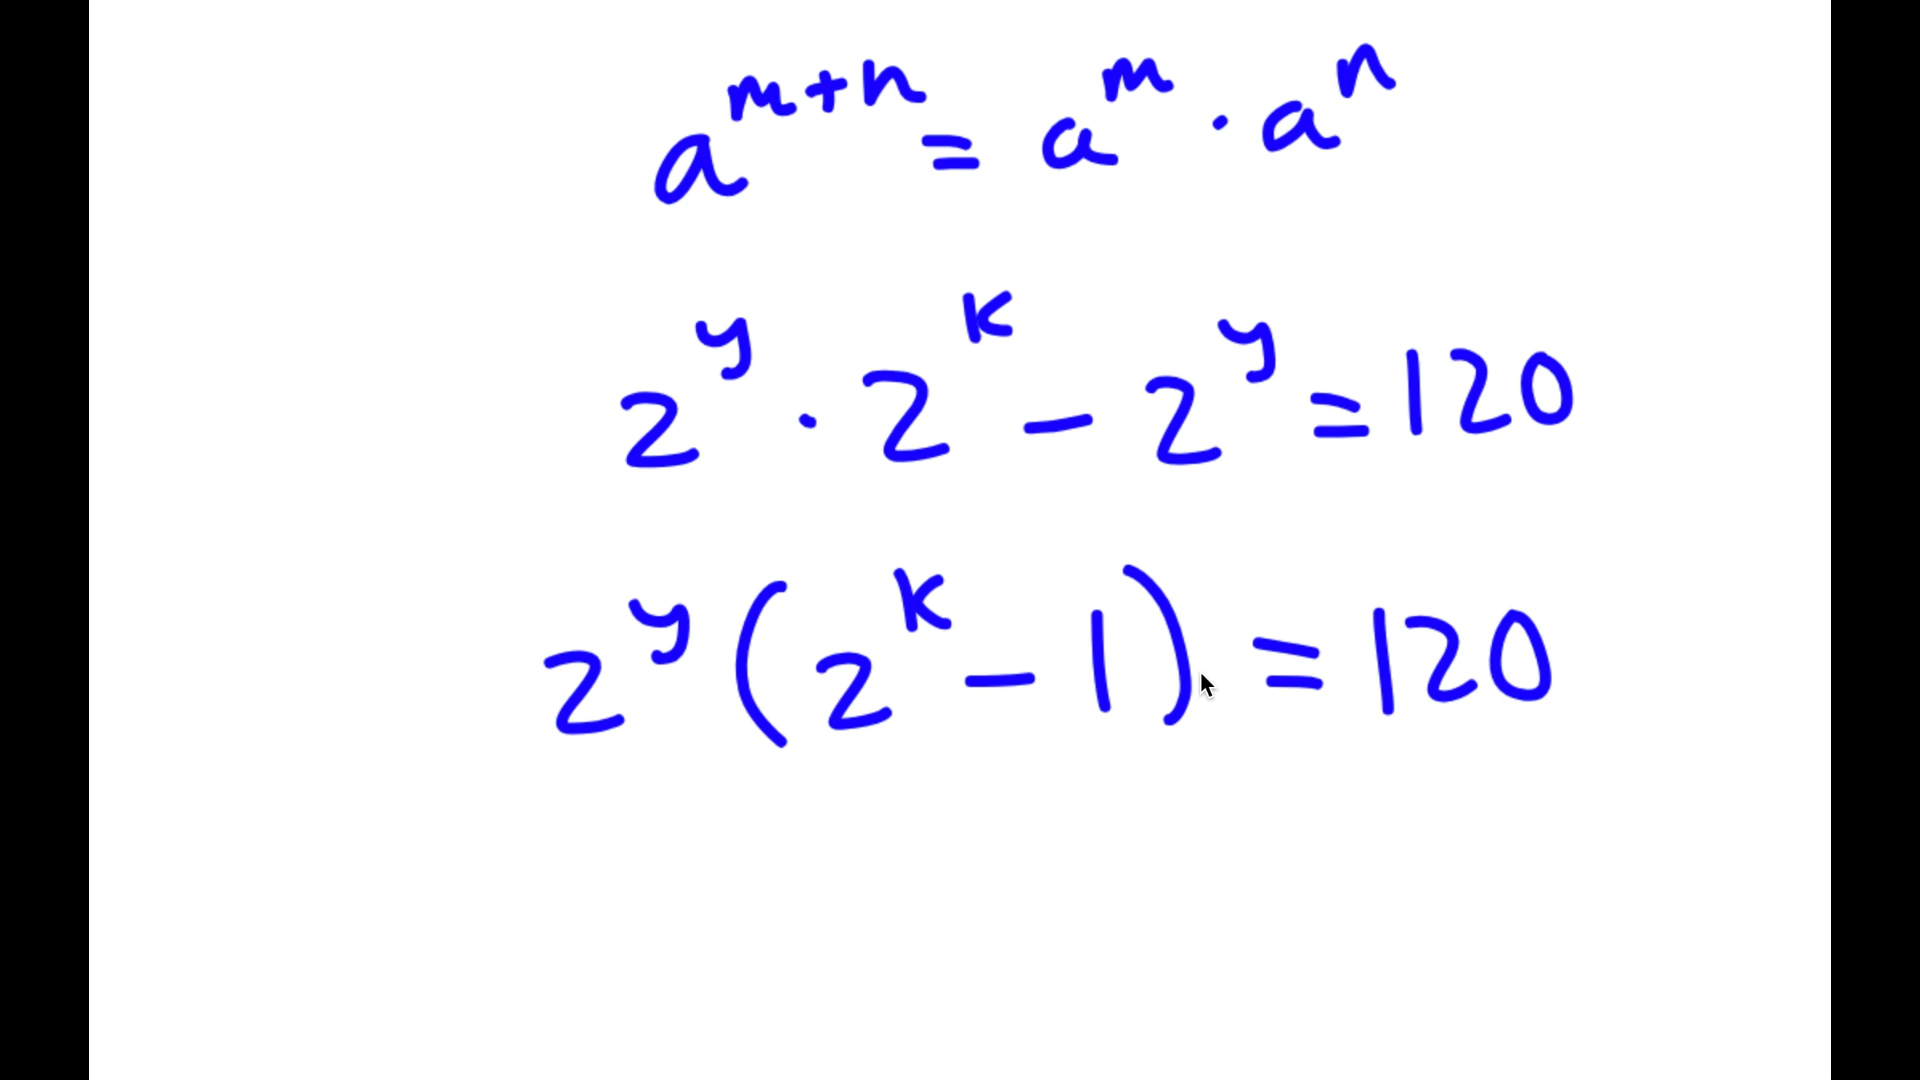 a^{m+n} = a^m · a^n
2^y · 2^k − 2^y = 120
2^y (2^k − 1) = 120